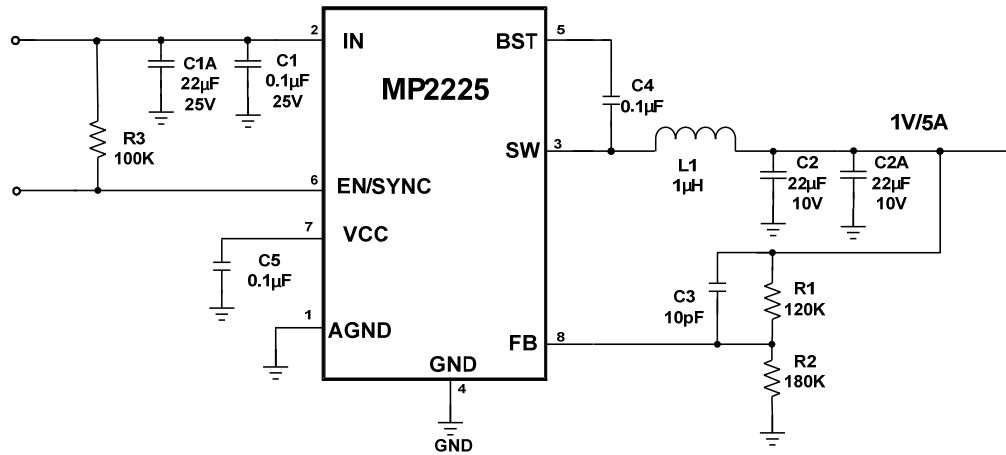 2
IN
BST
5
C1A
22µF
25V
C1
0.1µF
25V
MP2225
C4
0.1µF
1V/5A
R3
100K
SW
3
L1
1µH
C2
22µF
10V
C2A
22µF
10V
6
EN/SYNC
7
VCC
C5
0.1µF
C3
10pF
R1
120K
1
AGND
FB
8
R2
180K
GND
4
GND